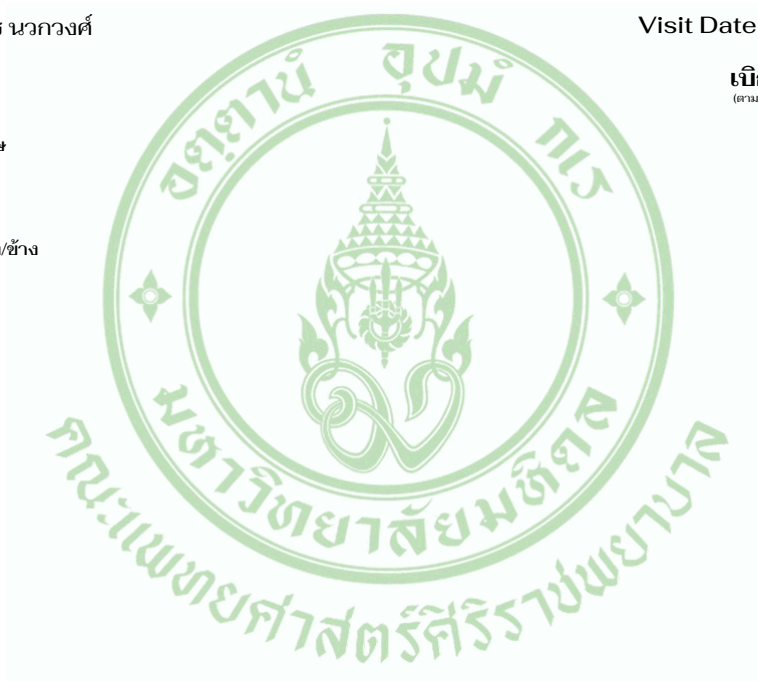 นวกวงศ์
Visit Date
/ข้าง
อตฺตานํ อุปมํ กเร
มหาวิทยาลัยมหิดล
คณะแพทยศาสตร์ศิริราชพยาบาล